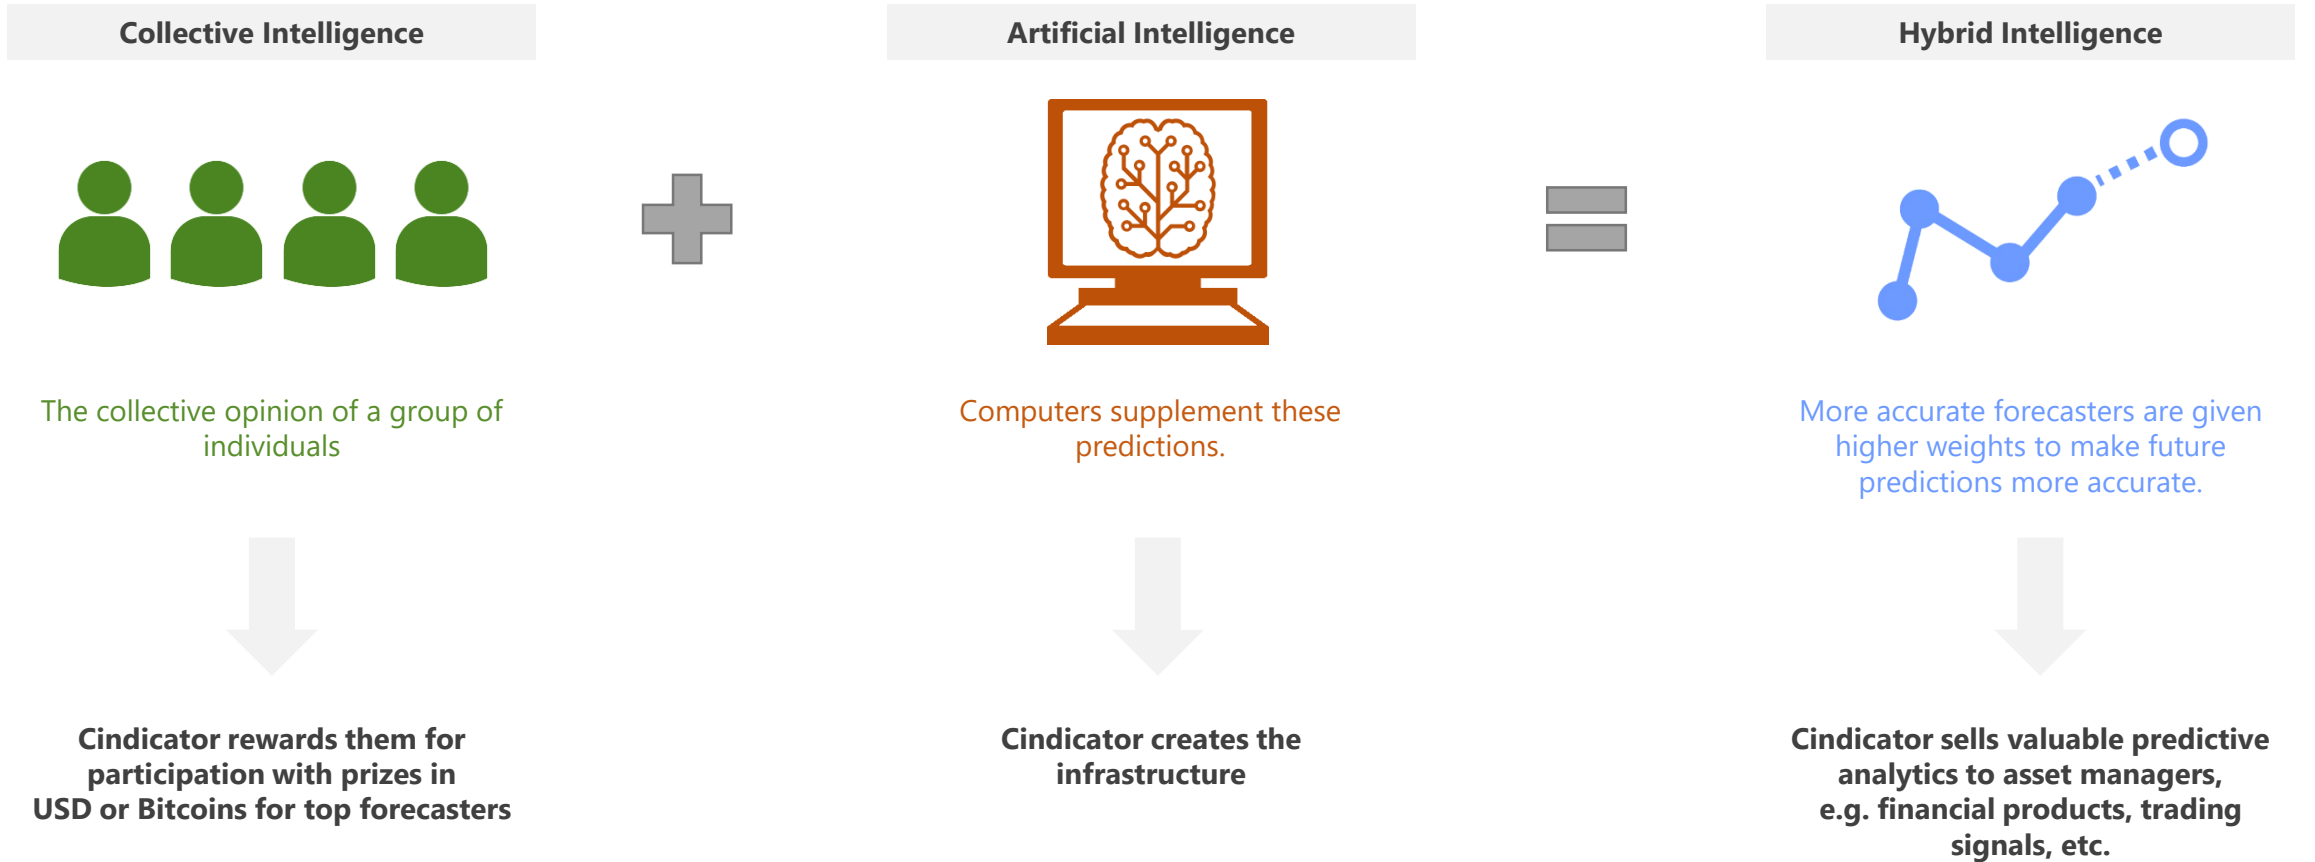 Collective Intelligence
Artificial Intelligence
Hybrid Intelligence
The collective opinion of a group of
individuals
Computers supplement these
predictions.
More accurate forecasters are given
higher weights to make future
predictions more accurate.
Cindicator rewards them for
participation with prizes in
USD or Bitcoins for top forecasters
Cindicator creates the
infrastructure
Cindicator sells valuable predictive
analytics to asset managers,
e.g. financial products, trading
signals, etc.